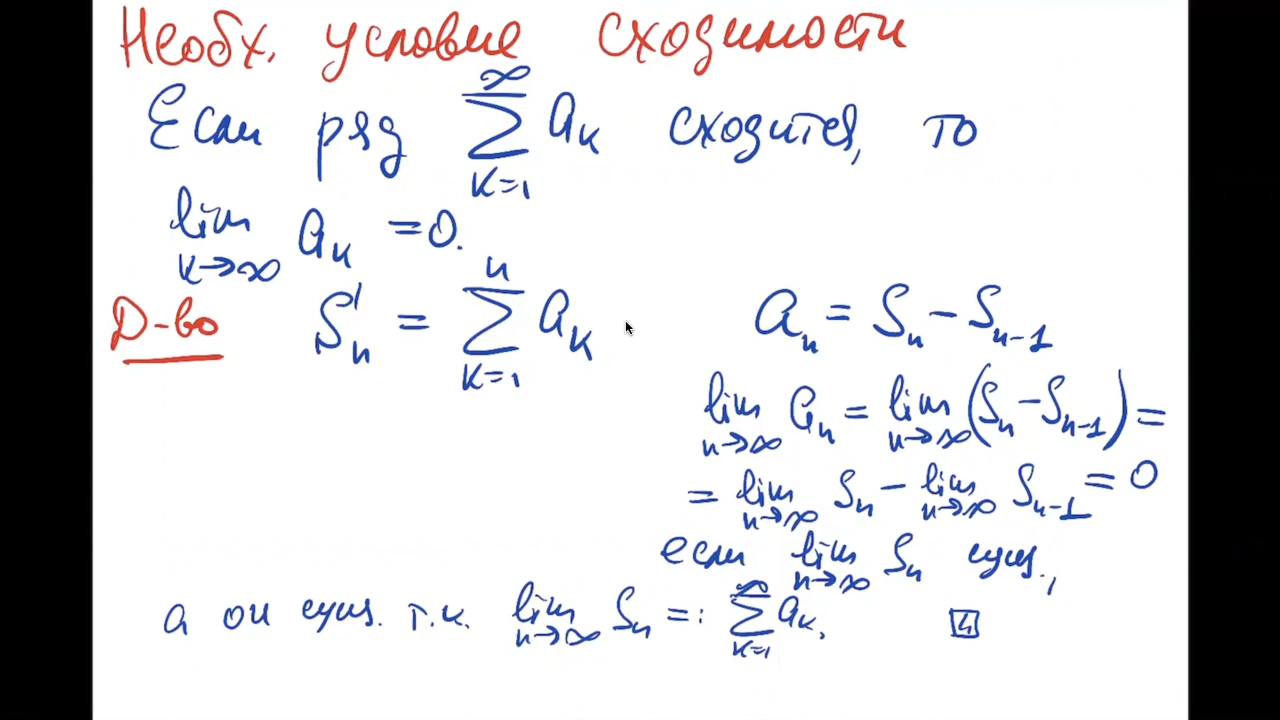 Необх. условие сходимости
Если ряд ∑_{k=1}^{∞} a_k сходится, то
lim_{k→∞} a_k = 0.
Д-во S_n = ∑_{k=1}^{n} a_k
a_n = S_n − S_{n−1}
lim_{n→∞} a_n = lim_{n→∞} (S_n − S_{n−1}) =
= lim_{n→∞} S_n − lim_{n→∞} S_{n−1} = 0
если lim_{n→∞} S_n сущ.,
а он сущ. т.к. lim_{n→∞} S_n =: ∑_{k=1}^{∞} a_k,